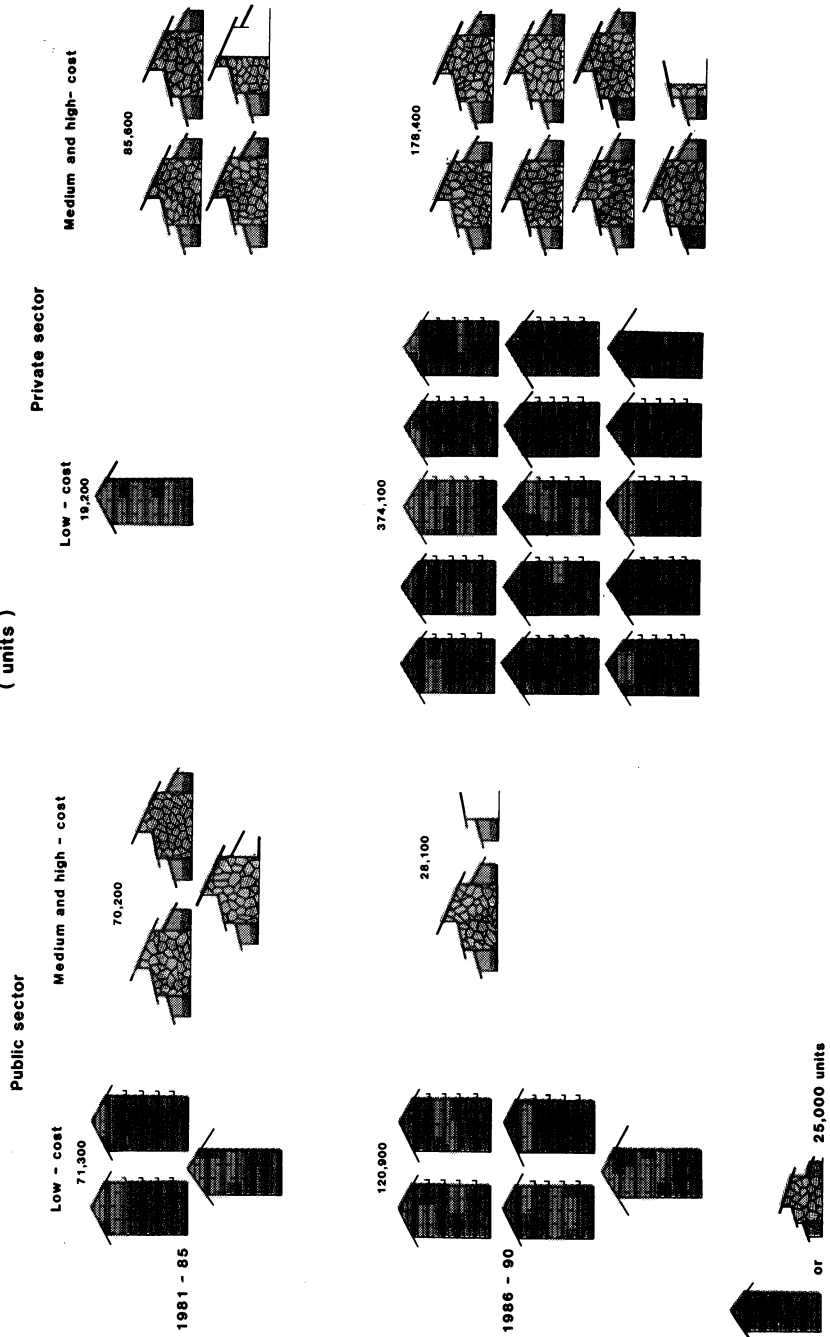 ( units )
Public sector
Private sector
Low - cost
Medium and high - cost
Low - cost
Medium and high- cost
1981 - 85
71,300
70,200
19,200
85,600
1986 - 90
120,900
28,100
374,100
178,400
or
25,000 units